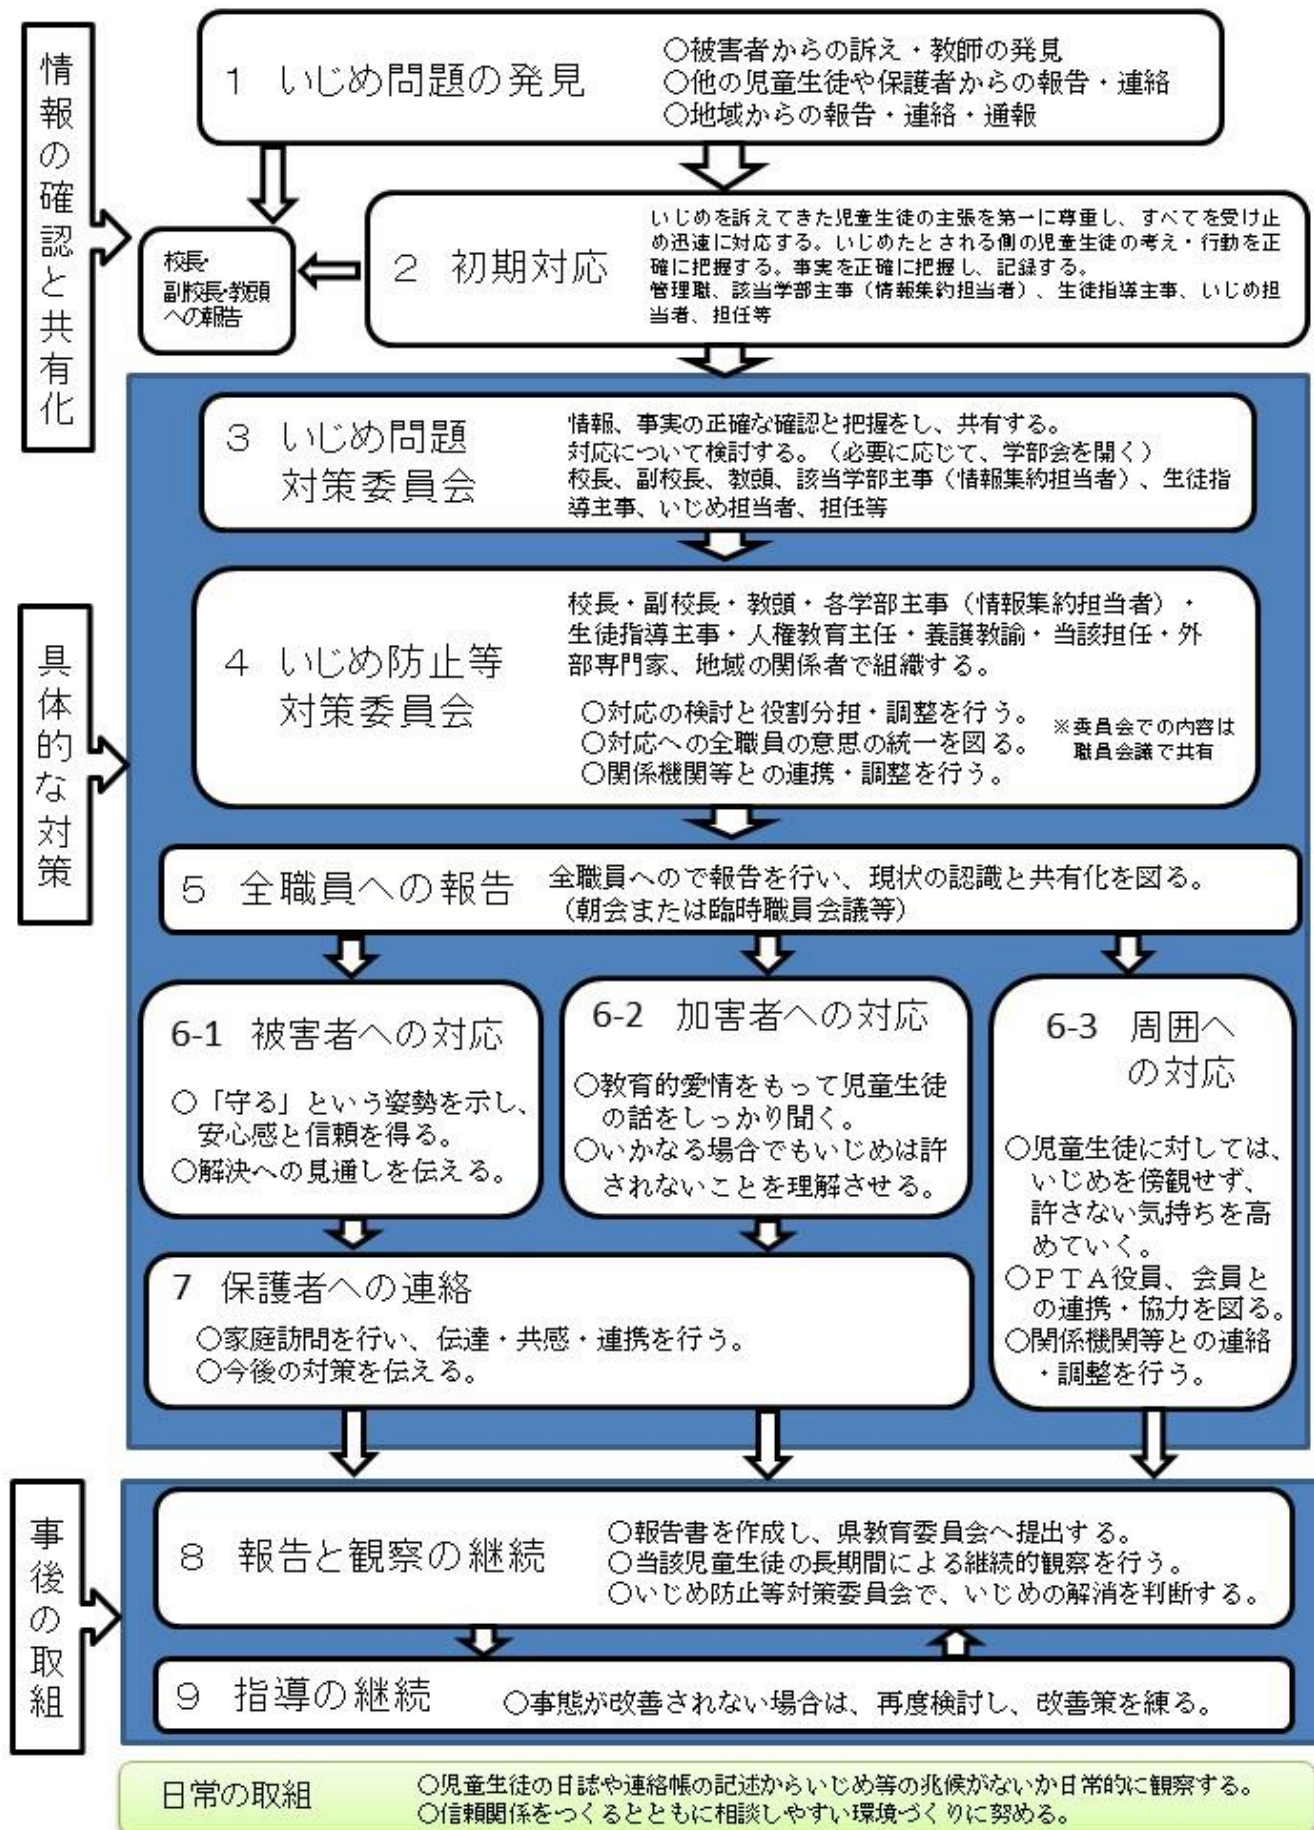 情報の確認と共有化
1 いじめ問題の発見
○被害者からの訴え・教師の発見
○他の児童生徒や保護者からの報告・連絡
○地域からの報告・連絡・通報
校長・
副校長・教頭
への報告
2 初期対応
いじめを訴えてきた児童生徒の主張を第一に尊重し、すべてを受け止
め迅速に対応する。いじめたとされる側の児童生徒の考え・行動を正
確に把握する。事実を正確に把握し、記録する。
管理職、該当学部主事（情報集約担当者）、生徒指導主事、いじめ担
当者、担任等
具体的な対策
3 いじめ問題
対策委員会
情報、事実の正確な確認と把握をし、共有する。
対応について検討する。（必要に応じて、学部会を開く）
校長、副校長、教頭、該当学部主事（情報集約担当者）、生徒指
導主事、いじめ担当者、担任等
4 いじめ防止等
対策委員会
校長・副校長・教頭・各学部主事（情報集約担当者）・
生徒指導主事・人権教育主任・養護教諭・当該担任・外
部専門家、地域の関係者で組織する。
○対応の検討と役割分担・調整を行う。
○対応への全職員の意思の統一を図る。
○関係機関等との連携・調整を行う。
※委員会での内容は
職員会議で共有
5 全職員への報告
全職員へので報告を行い、現状の認識と共有化を図る。
（朝会または臨時職員会議等）
6-1 被害者への対応
○「守る」という姿勢を示し、
安心感と信頼を得る。
○解決への見通しを伝える。
6-2 加害者への対応
○教育的愛情をもって児童生徒
の話をしっかり聞く。
○いかなる場合でもいじめは許
されないことを理解させる。
6-3 周囲へ
の対応
○児童生徒に対しては、
いじめを傍観せず、
許さない気持ちを高
めていく。
○ＰＴＡ役員、会員と
の連携・協力を図る。
○関係機関等との連絡
・調整を行う。
7 保護者への連絡
○家庭訪問を行い、伝達・共感・連携を行う。
○今後の対策を伝える。
事後の取組
8 報告と観察の継続
○報告書を作成し、県教育委員会へ提出する。
○当該児童生徒の長期間による継続的観察を行う。
○いじめ防止等対策委員会で、いじめの解消を判断する。
9 指導の継続
○事態が改善されない場合は、再度検討し、改善策を練る。
日常の取組
○児童生徒の日誌や連絡帳の記述からいじめ等の兆候がないか日常的に観察する。
○信頼関係をつくるとともに相談しやすい環境づくりに努める。